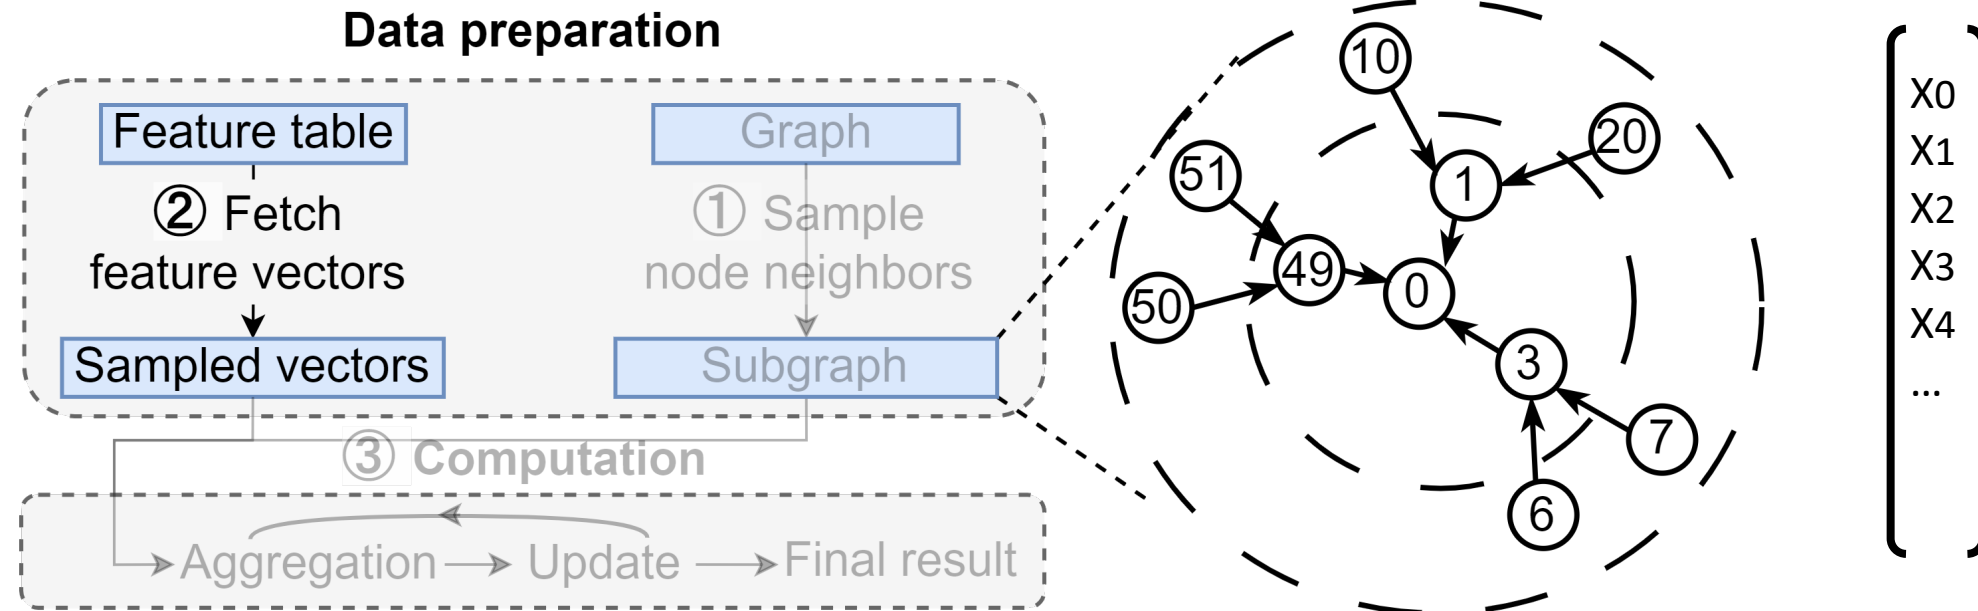 Data preparation
Feature table
Graph
② Fetch
feature vectors
① Sample
node neighbors
Sampled vectors
Subgraph
③ Computation
Aggregation
Update
Final result
10
20
51
1
49
0
50
3
7
6
X0
X1
X2
X3
X4
...